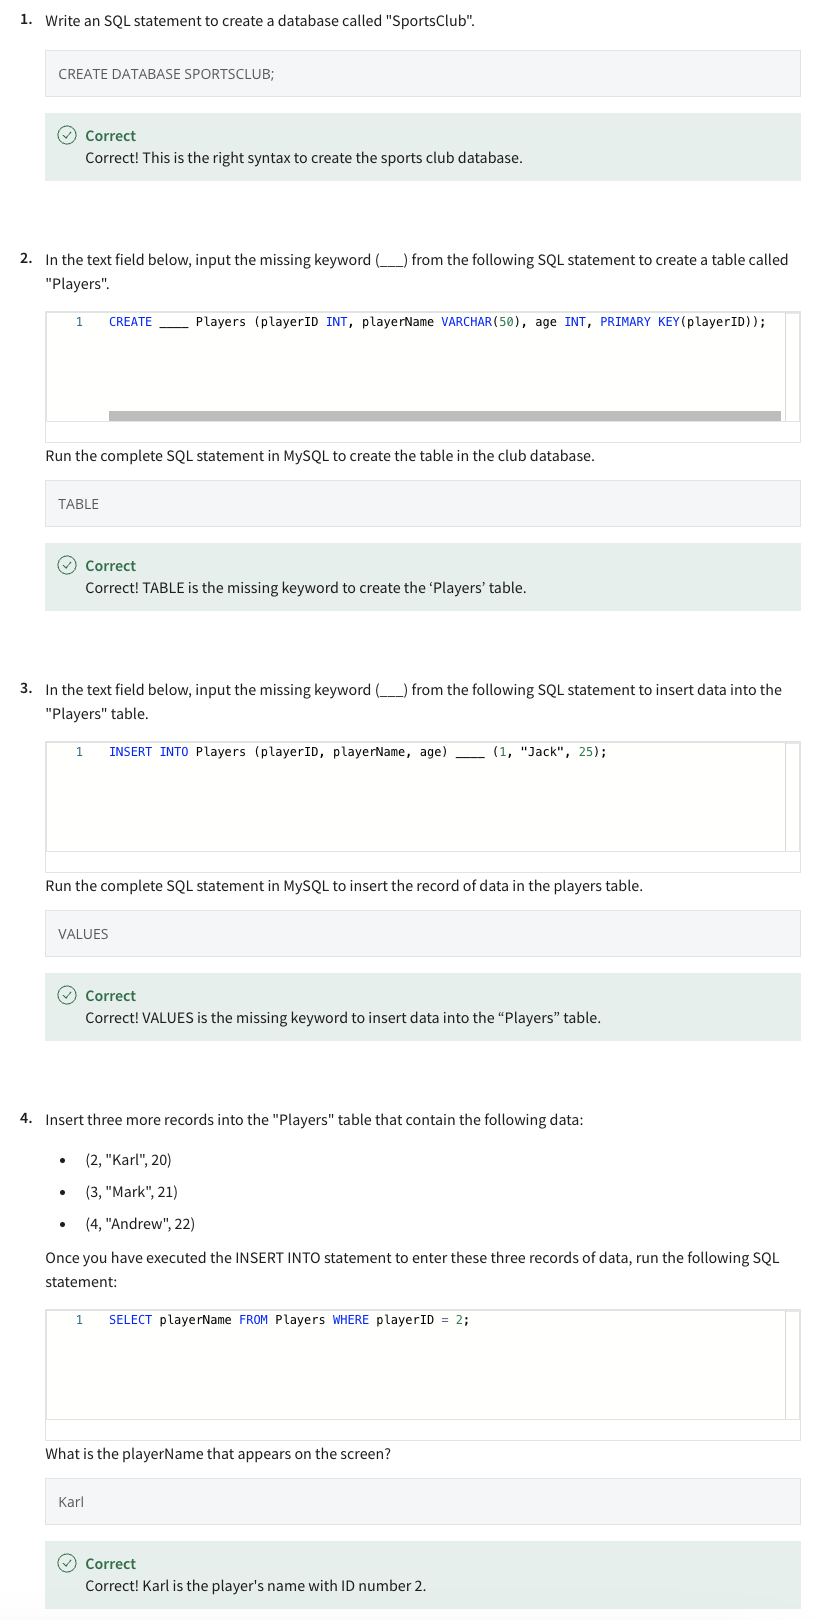 1. Write an SQL statement to create a database called "SportsClub".
CREATE DATABASE SPORTSCLUB;
Correct
Correct! This is the right syntax to create the sports club database.
2. In the text field below, input the missing keyword (___) from the following SQL statement to create a table called
"Players".
1 CREATE ____ Players (playerID INT, playerName VARCHAR(50), age INT, PRIMARY KEY(playerID));
Run the complete SQL statement in MySQL to create the table in the club database.
TABLE
Correct
Correct! TABLE is the missing keyword to create the ‘Players’ table.
3. In the text field below, input the missing keyword (___) from the following SQL statement to insert data into the
"Players" table.
1 INSERT INTO Players (playerID, playerName, age) ____ (1, "Jack", 25);
Run the complete SQL statement in MySQL to insert the record of data in the players table.
VALUES
Correct
Correct! VALUES is the missing keyword to insert data into the “Players” table.
4. Insert three more records into the "Players" table that contain the following data:
• (2, "Karl", 20)
• (3, "Mark", 21)
• (4, "Andrew", 22)
Once you have executed the INSERT INTO statement to enter these three records of data, run the following SQL
statement:
1 SELECT playerName FROM Players WHERE playerID = 2;
What is the playerName that appears on the screen?
Karl
Correct
Correct! Karl is the player's name with ID number 2.